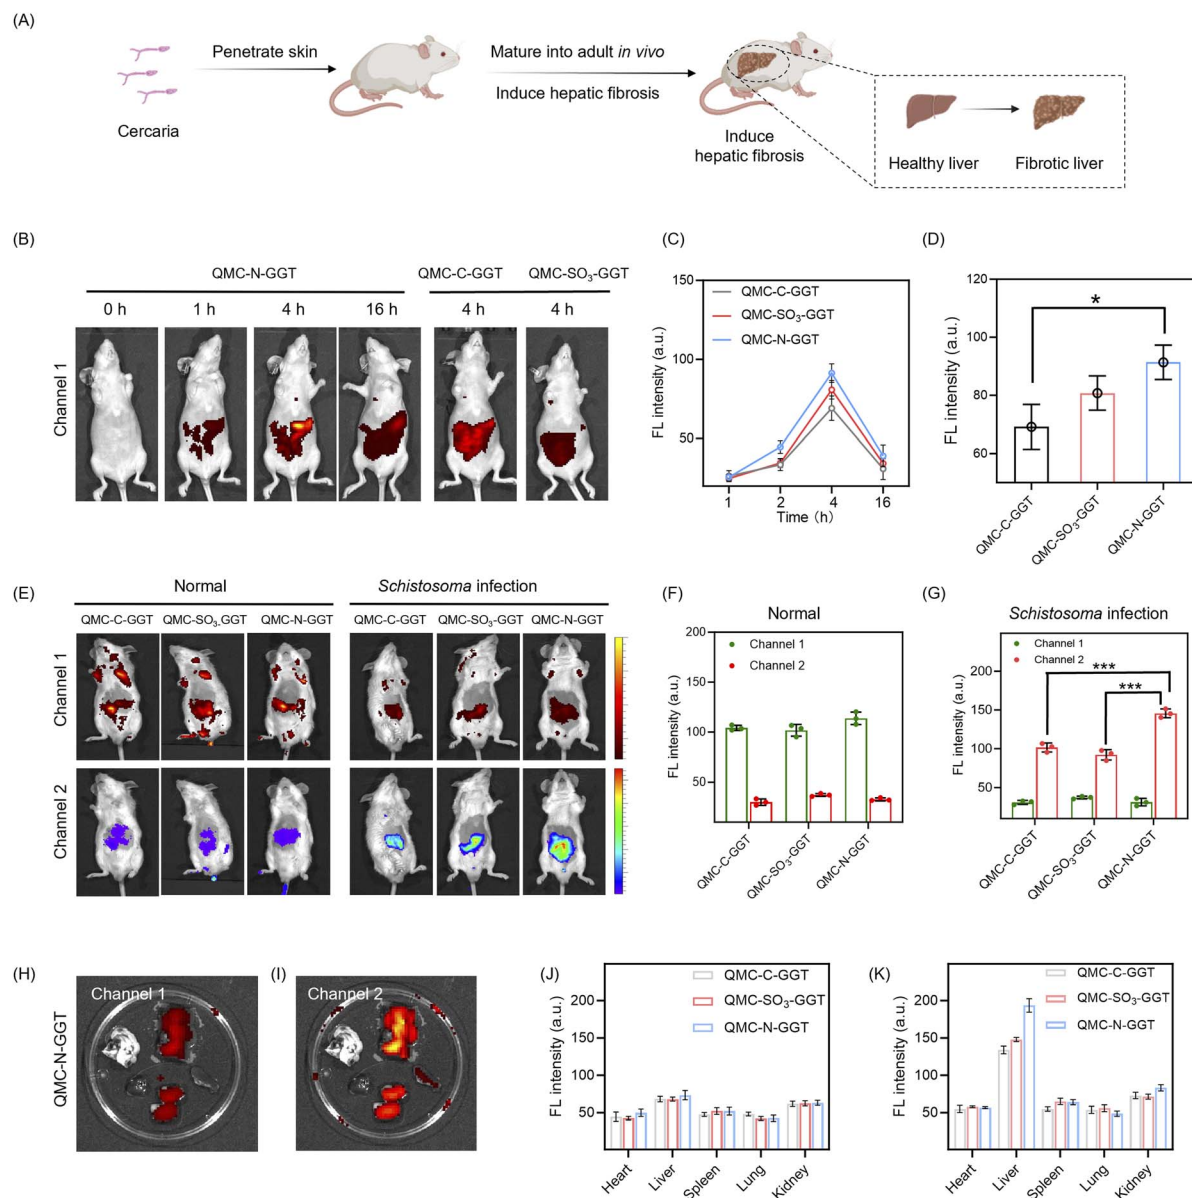 (A)
Penetrate skin
Mature into adult in vivo
Induce hepatic fibrosis
Cercaria
Induce
hepatic fibrosis
Healthy liver
Fibrotic liver
(B)
QMC-N-GGT
QMC-C-GGT
QMC-SO3-GGT
0 h
1 h
4 h
16 h
4 h
4 h
Channel 1
(C)
150
100
50
FL intensity (a.u.)
QMC-C-GGT
QMC-SO3-GGT
QMC-N-GGT
1
2
4
16
Time (h)
(D)
120
100
80
60
FL intensity (a.u.)
*
QMC-C-GGT
QMC-SO3-GGT
QMC-N-GGT
(E)
Normal
Schistosoma infection
QMC-C-GGT
QMC-SO3-GGT
QMC-N-GGT
QMC-C-GGT
QMC-SO3-GGT
QMC-N-GGT
Channel 1
Channel 2
(F)
Normal
200
150
100
50
FL intensity (a.u.)
Channel 1
Channel 2
QMC-C-GGT
QMC-SO3-GGT
QMC-N-GGT
(G)
Schistosoma infection
200
150
100
50
FL intensity (a.u.)
Channel 1
Channel 2
***
***
QMC-C-GGT
QMC-SO3-GGT
QMC-N-GGT
(H)
Channel 1
QMC-N-GGT
(I)
Channel 2
(J)
200
150
100
50
FL intensity (a.u.)
QMC-C-GGT
QMC-SO3-GGT
QMC-N-GGT
Heart
Liver
Spleen
Lung
Kidney
(K)
200
150
100
50
FL intensity (a.u.)
QMC-C-GGT
QMC-SO3-GGT
QMC-N-GGT
Heart
Liver
Spleen
Lung
Kidney